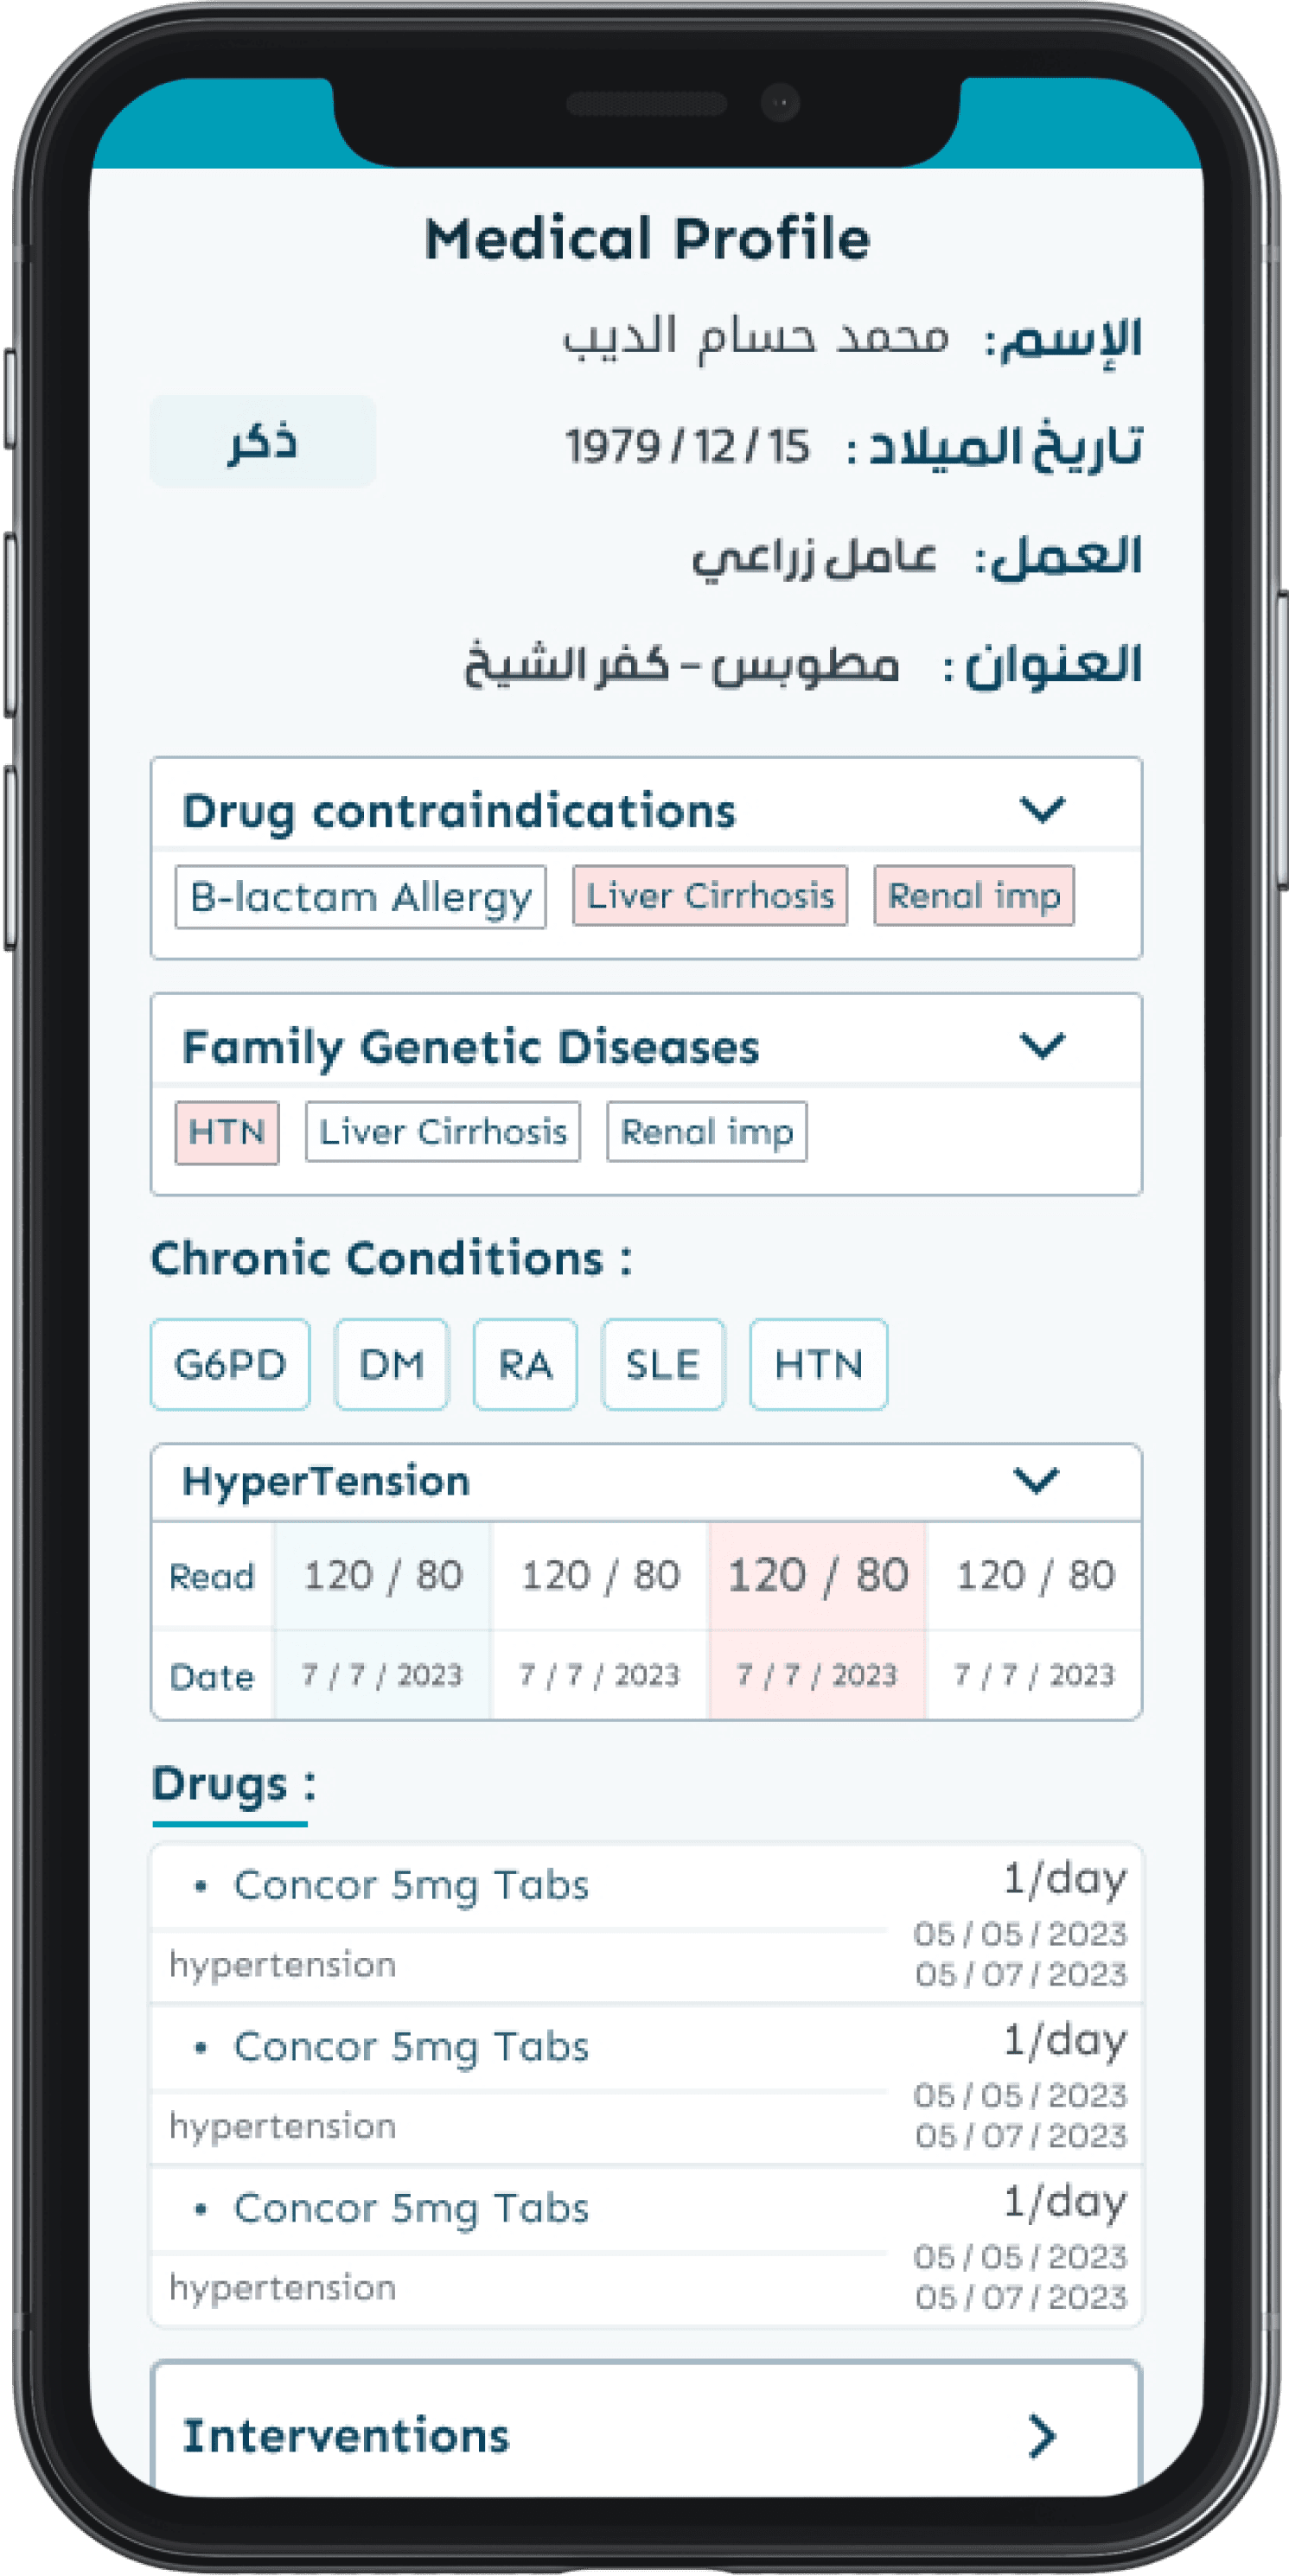 Medical Profile
الإسم: محمد حسام الديب
تاريخ الميلاد : 1979 / 12 / 15 ذكر
العمل: عامل زراعي
العنوان : مطوبس – كفر الشيخ
Drug contraindications
B-lactam Allergy Liver Cirrhosis Renal imp
Family Genetic Diseases
HTN Liver Cirrhosis Renal imp
Chronic Conditions :
G6PD DM RA SLE HTN
HyperTension
Read 120 / 80 120 / 80 120 / 80 120 / 80
Date 7 / 7 / 2023 7 / 7 / 2023 7 / 7 / 2023 7 / 7 / 2023
Drugs :
• Concor 5mg Tabs 1/day
05 / 05 / 2023
hypertension 05 / 07 / 2023
• Concor 5mg Tabs 1/day
05 / 05 / 2023
hypertension 05 / 07 / 2023
• Concor 5mg Tabs 1/day
05 / 05 / 2023
hypertension 05 / 07 / 2023
Interventions